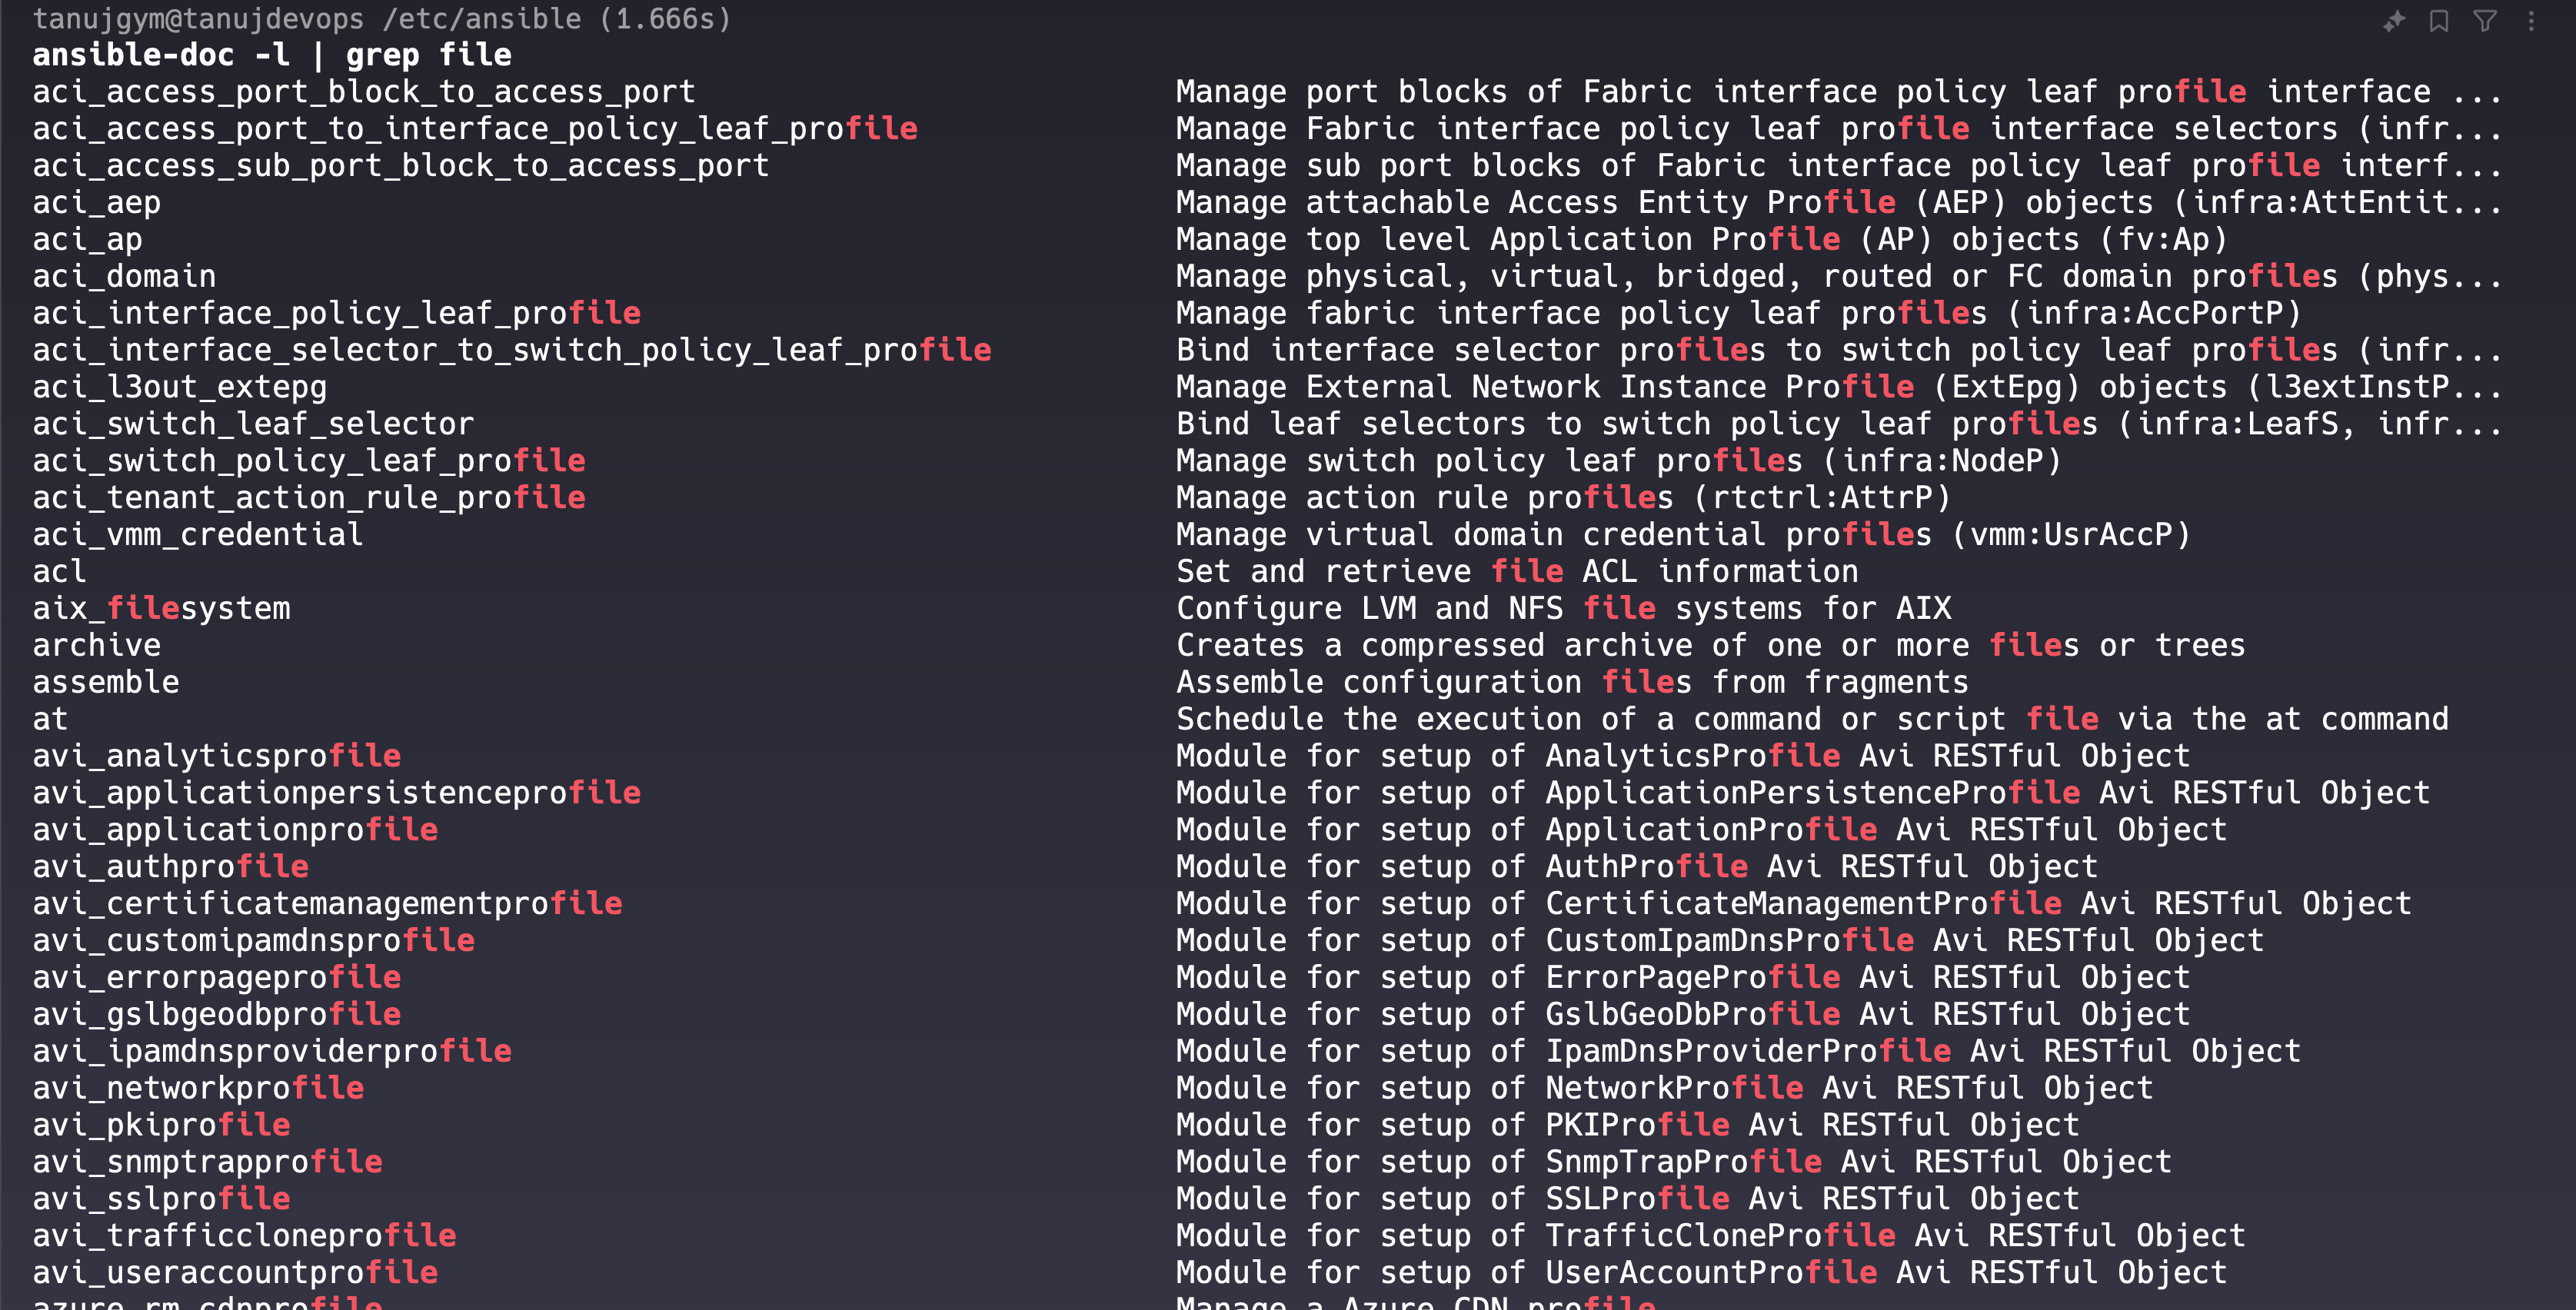 tanujgym@tanujdevops /etc/ansible (1.666s)
ansible-doc -l | grep file
aci_access_port_block_to_access_port Manage port blocks of Fabric interface policy leaf profile interface ...
aci_access_port_to_interface_policy_leaf_profile Manage Fabric interface policy leaf profile interface selectors (infr...
aci_access_sub_port_block_to_access_port Manage sub port blocks of Fabric interface policy leaf profile interf...
aci_aep Manage attachable Access Entity Profile (AEP) objects (infra:AttEntit...
aci_ap Manage top level Application Profile (AP) objects (fv:Ap)
aci_domain Manage physical, virtual, bridged, routed or FC domain profiles (phys...
aci_interface_policy_leaf_profile Manage fabric interface policy leaf profiles (infra:AccPortP)
aci_interface_selector_to_switch_policy_leaf_profile Bind interface selector profiles to switch policy leaf profiles (infr...
aci_l3out_extepg Manage External Network Instance Profile (ExtEpg) objects (l3extInstP...
aci_switch_leaf_selector Bind leaf selectors to switch policy leaf profiles (infra:LeafS, infr...
aci_switch_policy_leaf_profile Manage switch policy leaf profiles (infra:NodeP)
aci_tenant_action_rule_profile Manage action rule profiles (rtctrl:AttrP)
aci_vmm_credential Manage virtual domain credential profiles (vmm:UsrAccP)
acl Set and retrieve file ACL information
aix_filesystem Configure LVM and NFS file systems for AIX
archive Creates a compressed archive of one or more files or trees
assemble Assemble configuration files from fragments
at Schedule the execution of a command or script file via the at command
avi_analyticsprofile Module for setup of AnalyticsProfile Avi RESTful Object
avi_applicationpersistenceprofile Module for setup of ApplicationPersistenceProfile Avi RESTful Object
avi_applicationprofile Module for setup of ApplicationProfile Avi RESTful Object
avi_authprofile Module for setup of AuthProfile Avi RESTful Object
avi_certificatemanagementprofile Module for setup of CertificateManagementProfile Avi RESTful Object
avi_customipamdnsprofile Module for setup of CustomIpamDnsProfile Avi RESTful Object
avi_errorpageprofile Module for setup of ErrorPageProfile Avi RESTful Object
avi_gslbgeodbprofile Module for setup of GslbGeoDbProfile Avi RESTful Object
avi_ipamdnsproviderprofile Module for setup of IpamDnsProviderProfile Avi RESTful Object
avi_networkprofile Module for setup of NetworkProfile Avi RESTful Object
avi_pkiprofile Module for setup of PKIProfile Avi RESTful Object
avi_snmptrapprofile Module for setup of SnmpTrapProfile Avi RESTful Object
avi_sslprofile Module for setup of SSLProfile Avi RESTful Object
avi_trafficcloneprofile Module for setup of TrafficCloneProfile Avi RESTful Object
avi_useraccountprofile Module for setup of UserAccountProfile Avi RESTful Object
azure_rm_cdnprofile Manage a Azure CDN profile